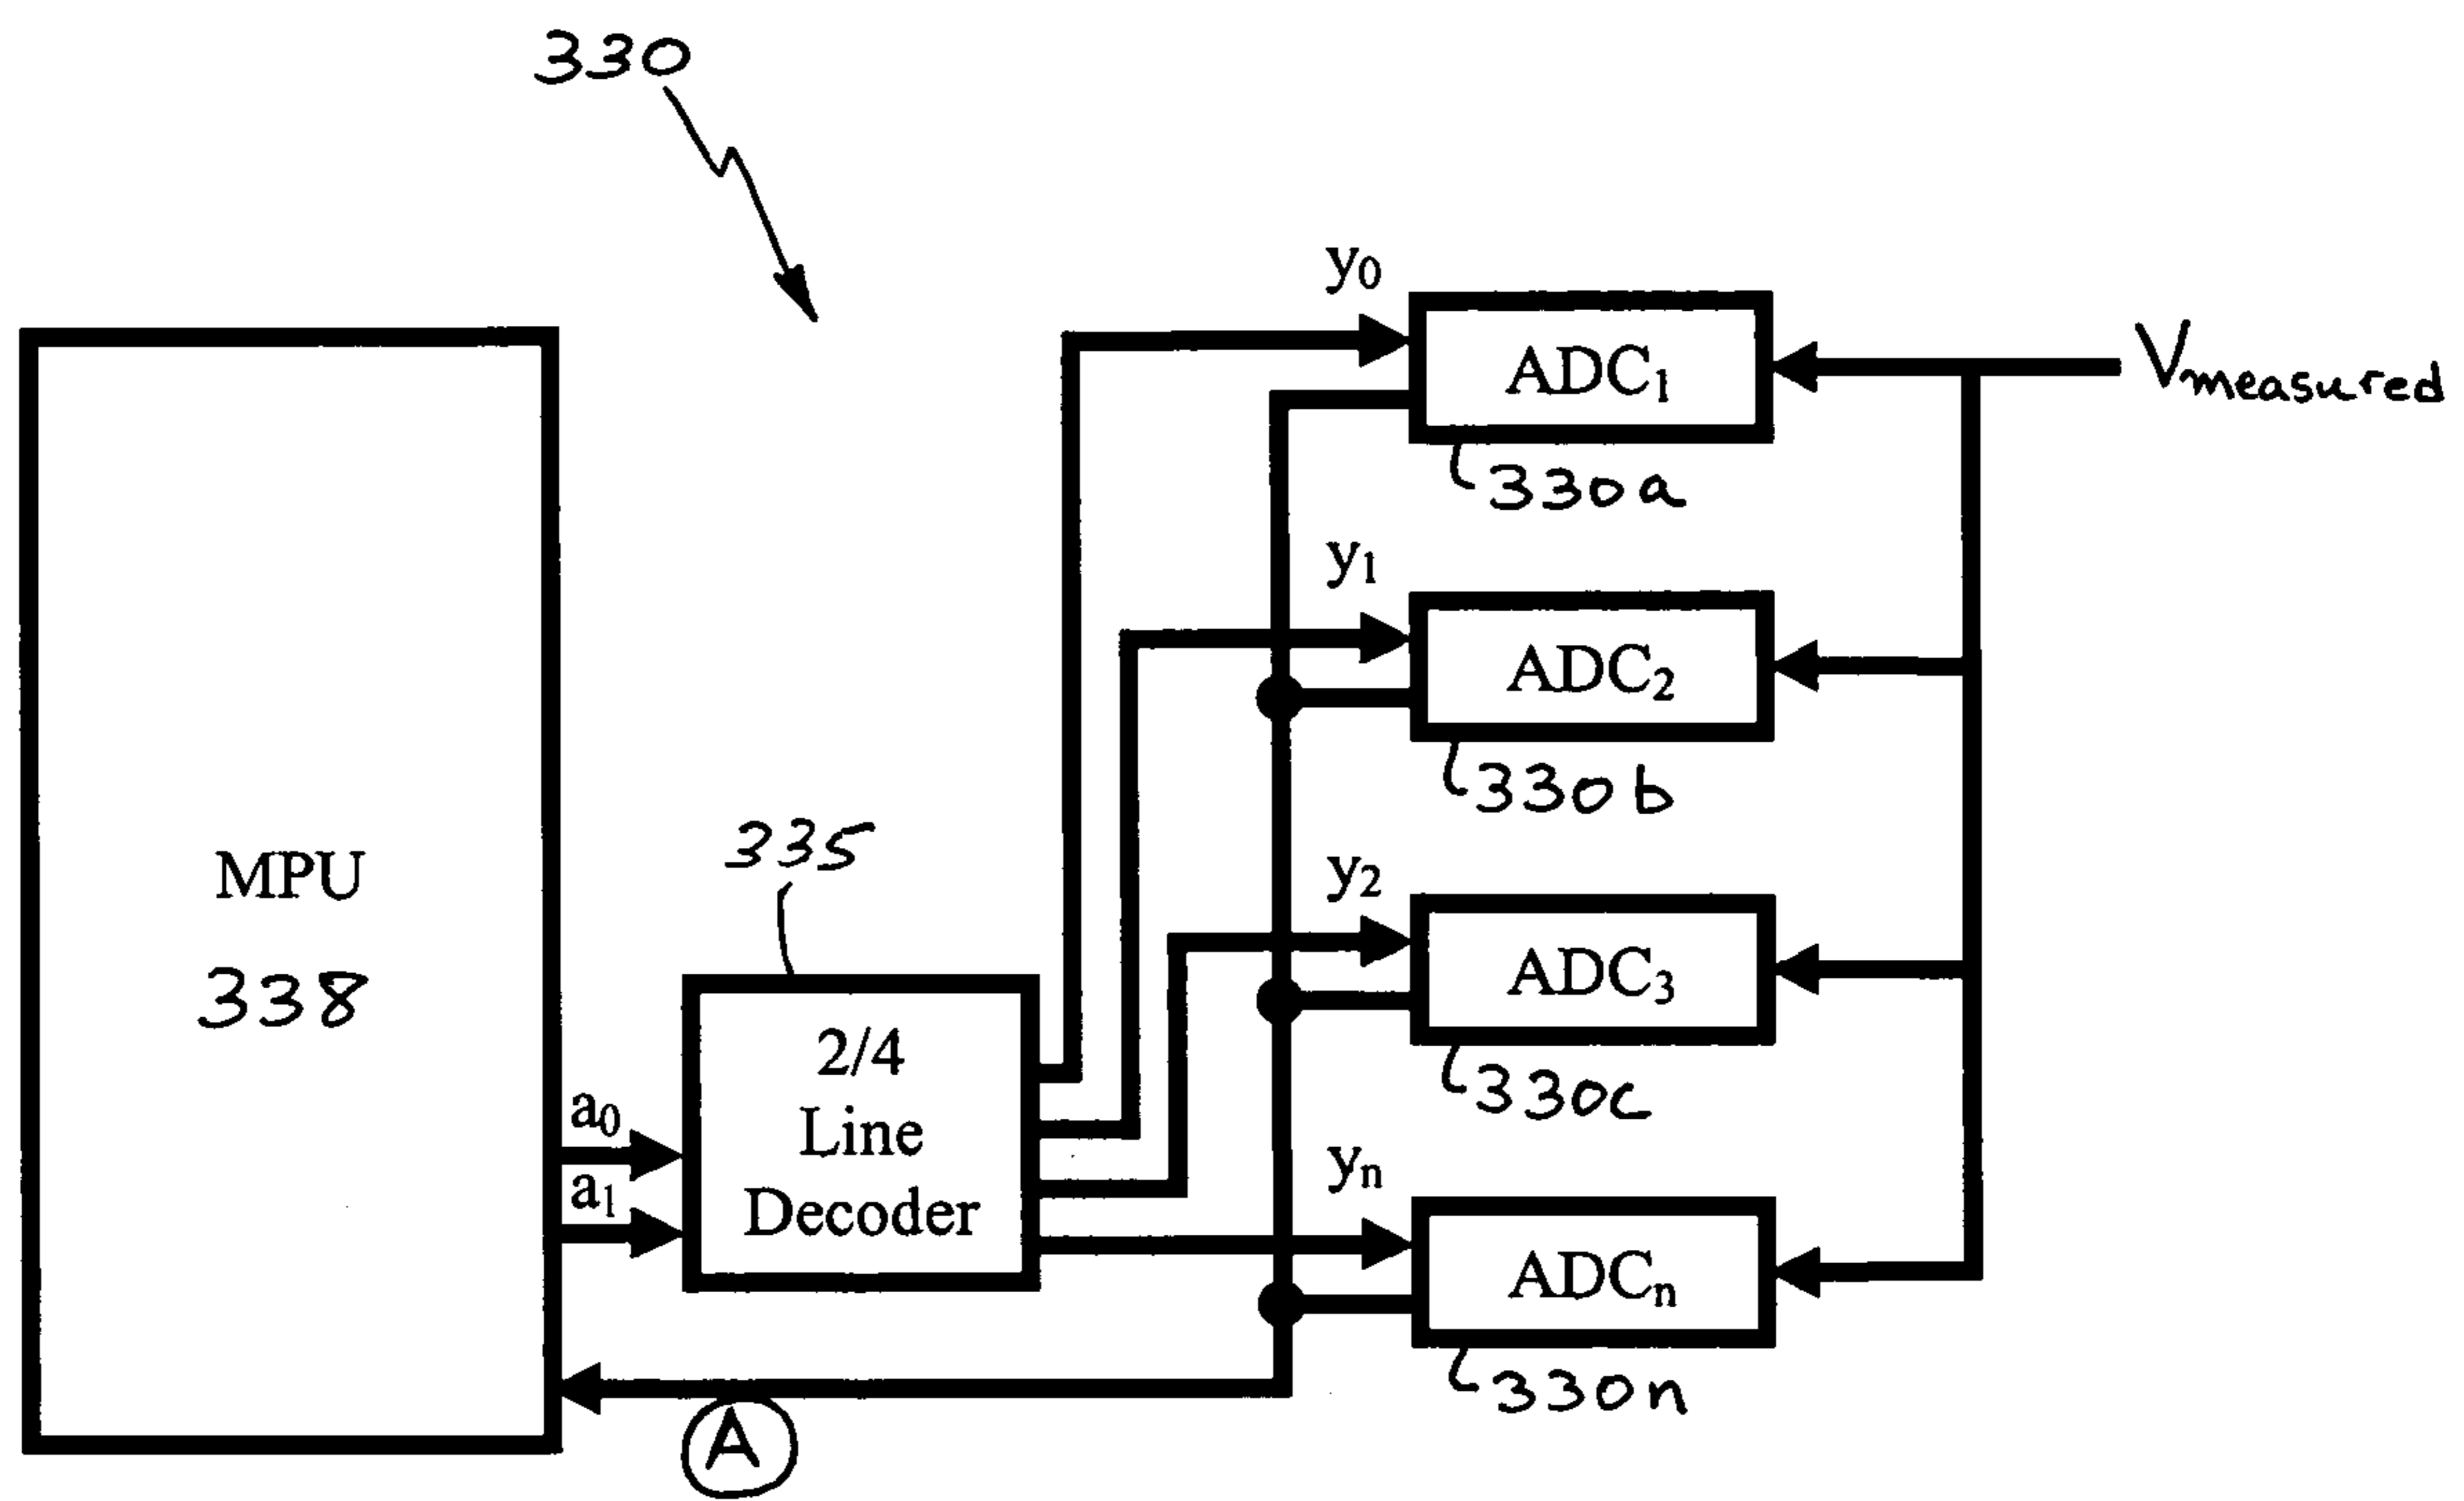 330
y0
ADC1
Vmeasured
330a
y1
ADC2
330b
335
MPU
338
y2
ADC3
330c
2/4
Line
Decoder
a0
a1
yn
ADCn
330n
A